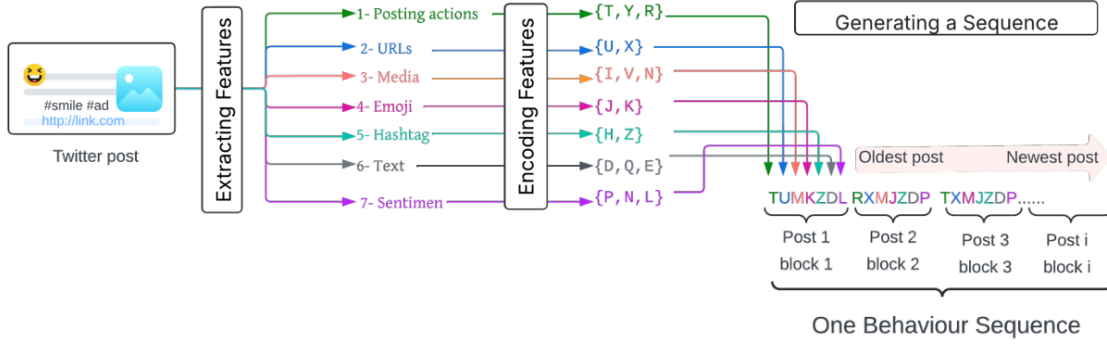 #smile #ad
http://link.com
Twitter post
Extracting Features
1- Posting actions
2- URLs
3- Media
4- Emoji
5- Hashtag
6- Text
7- Sentimen
Encoding Features
{T,Y,R}
{U,X}
{I,V,N}
{J,K}
{H,Z}
{D,Q,E}
{P,N,L}
Generating a Sequence
Oldest post Newest post
TUMKZDL RXMJZDP TXMJZDP......
Post 1 Post 2 Post 3 Post i
block 1 block 2 block 3 block i
One Behaviour Sequence